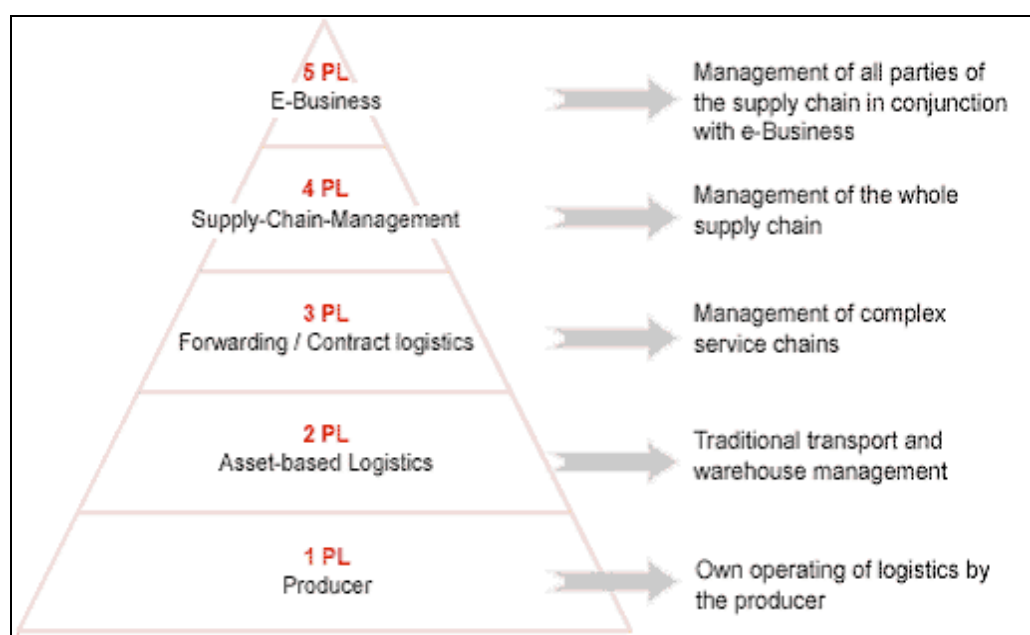 5 PL
E-Business
Management of all parties of
the supply chain in conjunction
with e-Business
4 PL
Supply-Chain-Management
Management of the whole
supply chain
3 PL
Forwarding / Contract logistics
Management of complex
service chains
2 PL
Asset-based Logistics
Traditional transport and
warehouse management
1 PL
Producer
Own operating of logistics by
the producer